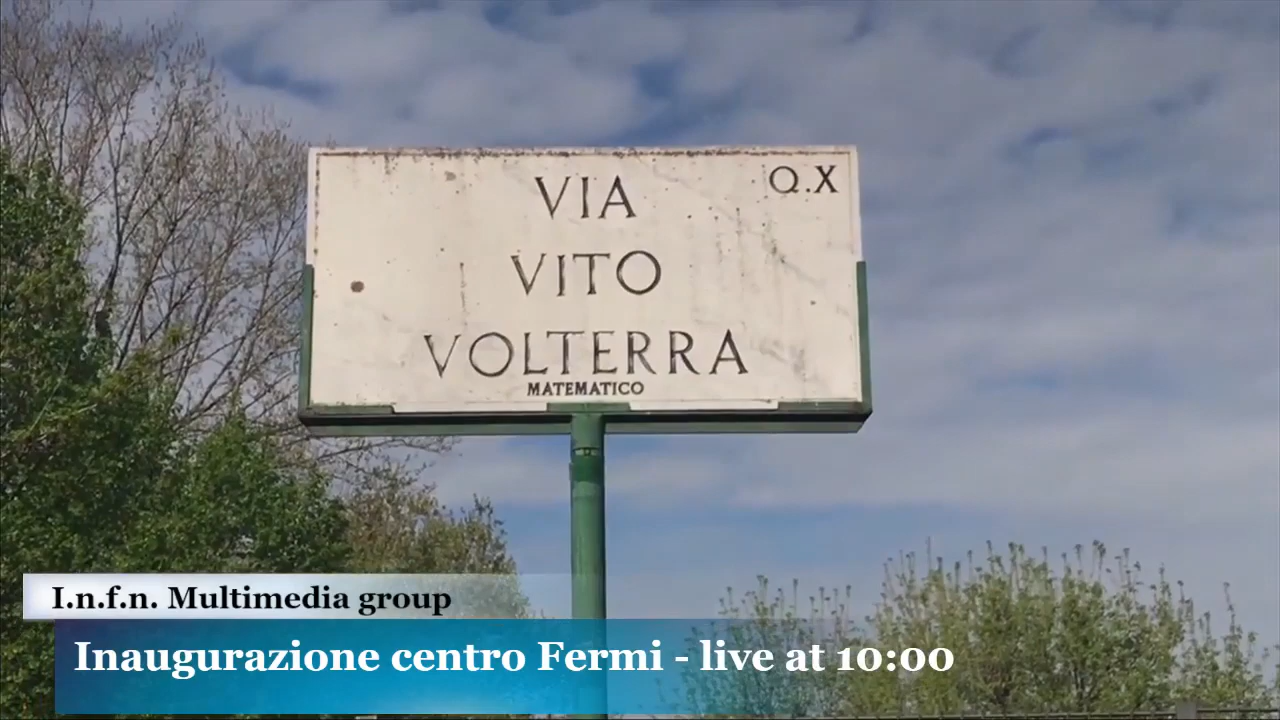 VIA
Q.X
VITO
VOLTERRA
MATEMATICO
I.n.f.n. Multimedia group
Inaugurazione centro Fermi - live at 10:00